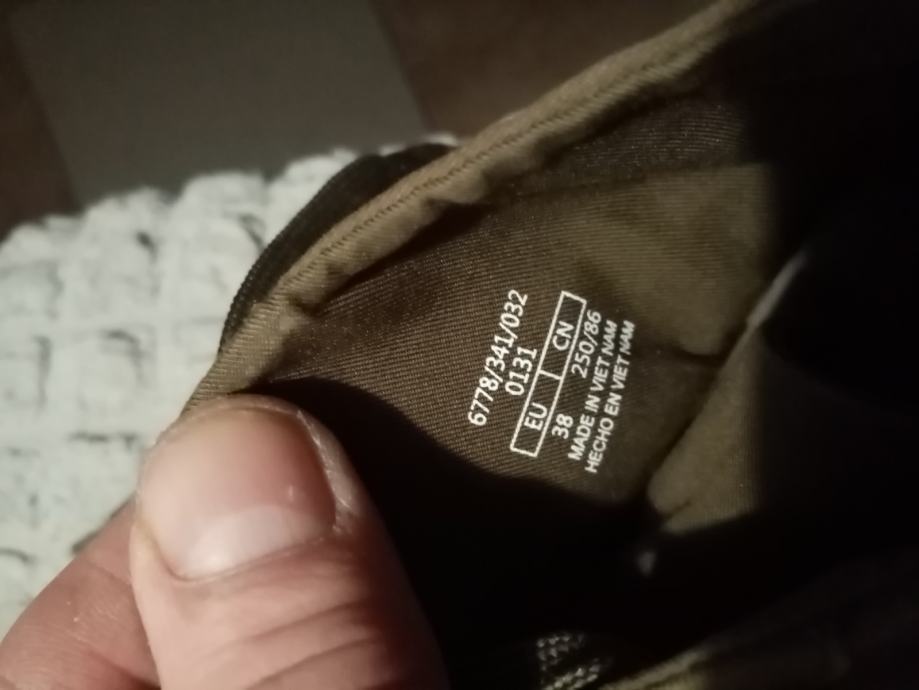 6778/341/032
0131
EU CN
38 250/86
MADE IN VIET NAM
HECHO EN VIET NAM